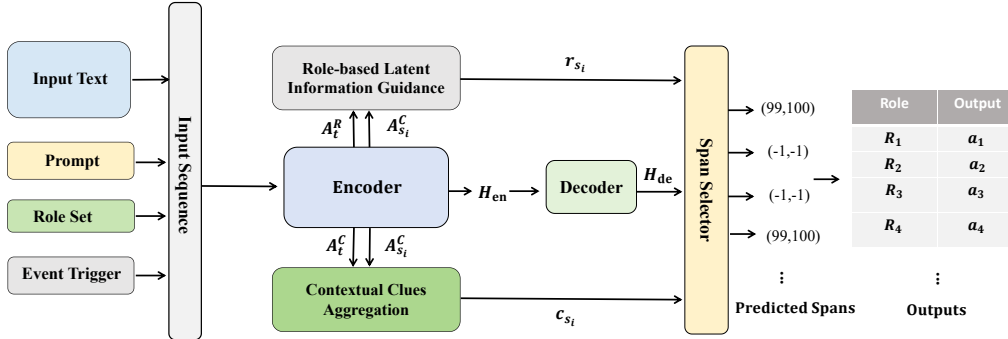 Input Text
Prompt
Role Set
Event Trigger
Input Sequence
Role-based Latent
Information Guidance
A_t^R
A_{s_i}^C
Encoder
A_t^C
A_{s_i}^C
Contextual Clues
Aggregation
H_en
Decoder
H_de
r_{s_i}
c_{s_i}
Span Selector
(99,100)
(-1,-1)
(-1,-1)
(99,100)
⋮
Predicted Spans
Role Output
R_1 a_1
R_2 a_2
R_3 a_3
R_4 a_4
⋮
Outputs